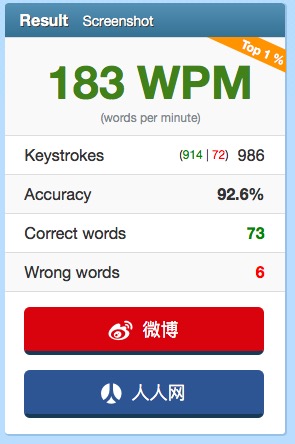 Result Screenshot
Top 1 %
183 WPM
(words per minute)
Keystrokes (914 | 72) 986
Accuracy 92.6%
Correct words 73
Wrong words 6
微博
人人网